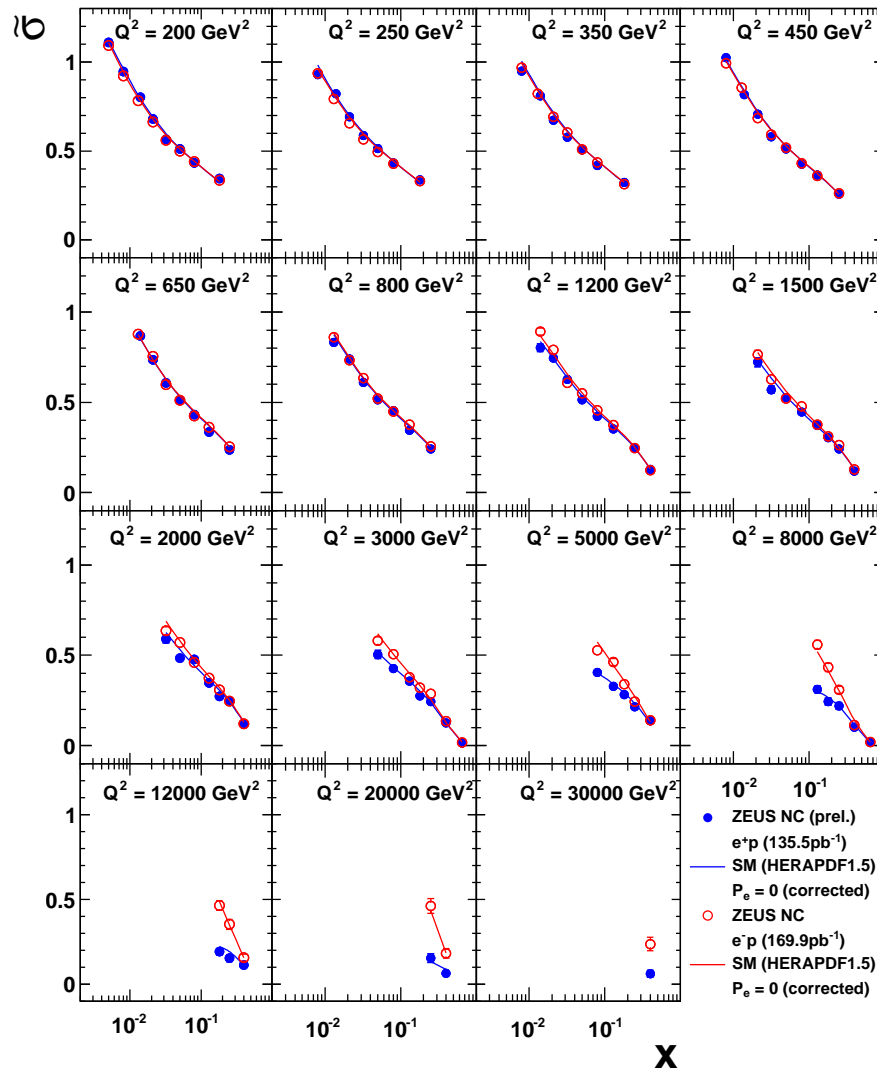 σ̃
Q² = 200 GeV²
Q² = 250 GeV²
Q² = 350 GeV²
Q² = 450 GeV²
1
0.5
0
Q² = 650 GeV²
Q² = 800 GeV²
Q² = 1200 GeV²
Q² = 1500 GeV²
1
0.5
0
Q² = 2000 GeV²
Q² = 3000 GeV²
Q² = 5000 GeV²
Q² = 8000 GeV²
1
0.5
0
Q² = 12000 GeV²
Q² = 20000 GeV²
Q² = 30000 GeV²
10⁻² 10⁻¹
1
0.5
0
ZEUS NC (prel.)
e⁺p (135.5pb⁻¹)
SM (HERAPDF1.5)
P_e = 0 (corrected)
ZEUS NC
e⁻p (169.9pb⁻¹)
SM (HERAPDF1.5)
P_e = 0 (corrected)
10⁻² 10⁻¹
10⁻² 10⁻¹
10⁻² 10⁻¹
x